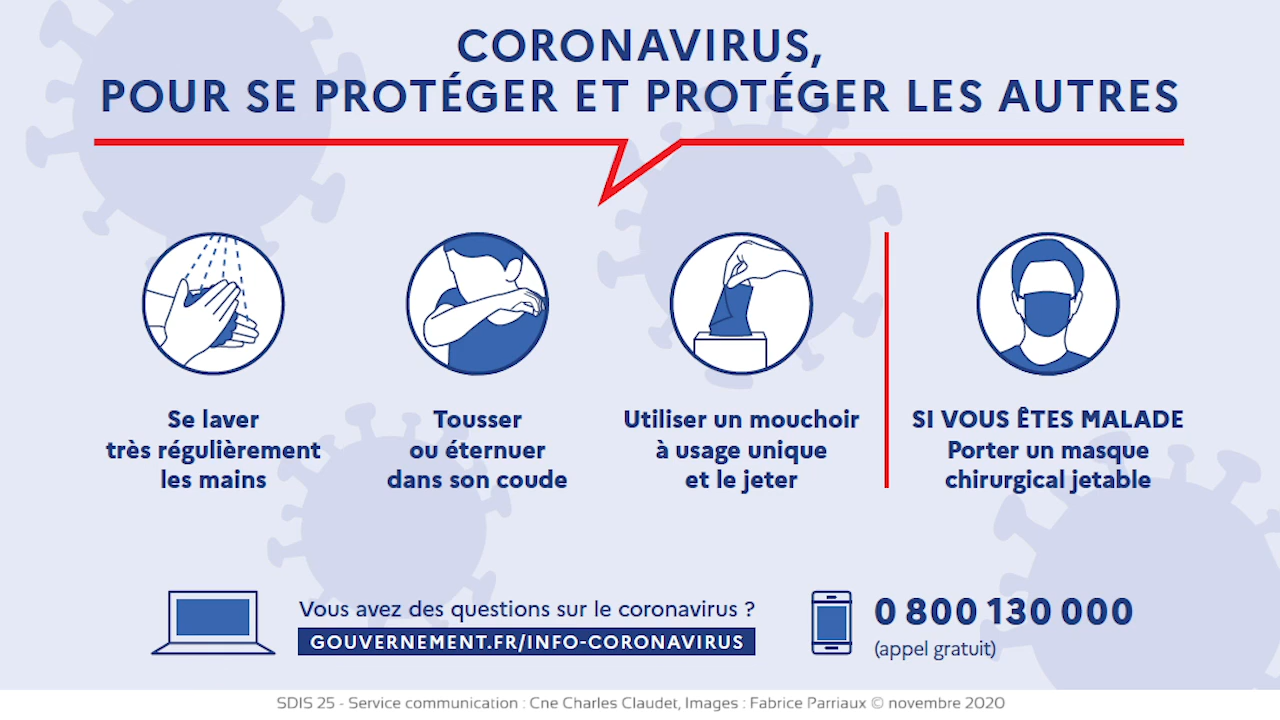 CORONAVIRUS,
POUR SE PROTÉGER ET PROTÉGER LES AUTRES
Se laver
très régulièrement
les mains
Tousser
ou éternuer
dans son coude
Utiliser un mouchoir
à usage unique
et le jeter
SI VOUS ÊTES MALADE
Porter un masque
chirurgical jetable
Vous avez des questions sur le coronavirus ?
GOUVERNEMENT.FR/INFO-CORONAVIRUS
0 800 130 000
(appel gratuit)
SDIS 25 - Service communication : Cne Charles Claudet, Images : Fabrice Parriaux © novembre 2020